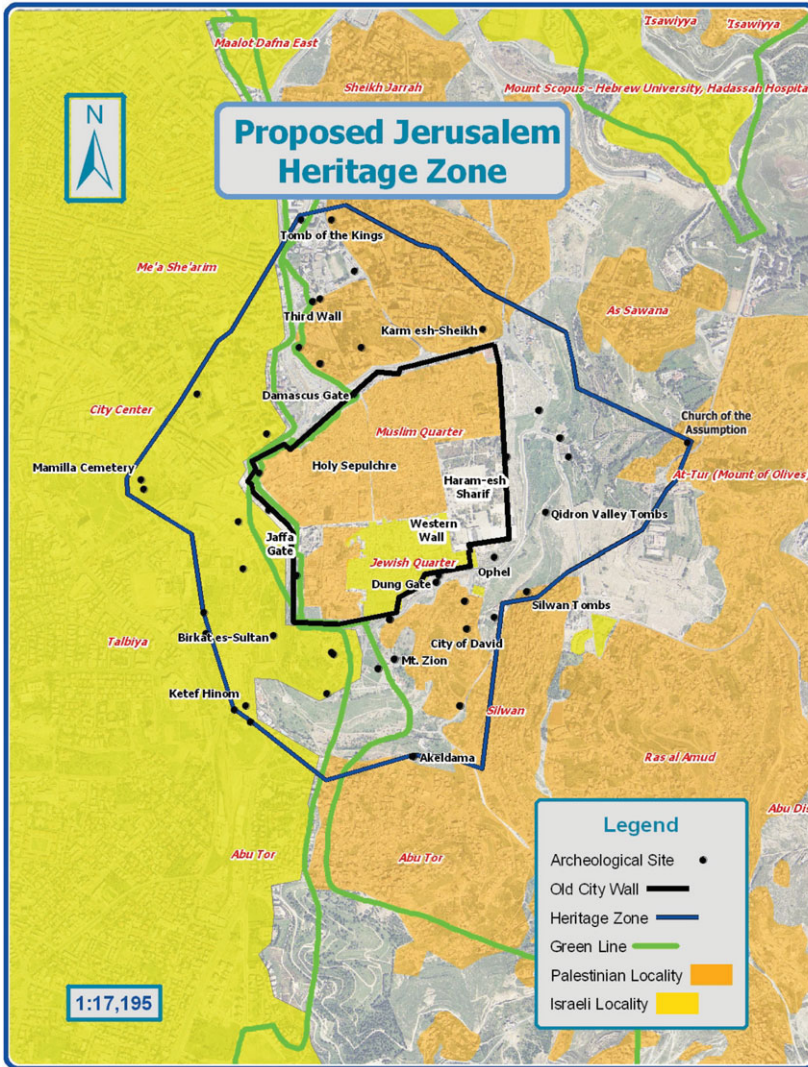 'Isawiyya
'Isawiyya
Maalot Dafna East
Sheikh Jarrah
Mount Scopus - Hebrew University, Hadassah Hospita
N
Proposed Jerusalem
Heritage Zone
Tomb of the Kings
Me'a She'arim
Third Wall
Karm esh-Sheikh
As Sawana
Damascus Gate
City Center
Muslim Quarter
Church of the
Assumption
Mamilla Cemetery
Holy Sepulchre
Haram-esh
Sharif
At-Tur (Mount of Olives)
Qidron Valley Tombs
Western
Wall
Jaffa
Gate
Jewish Quarter
Ophel
Dung Gate
Silwan Tombs
Birkat es-Sultan
Talbiya
City of David
Mt. Zion
Ketef Hinom
Silwan
Akeldama
Ras al Amud
Abu Dis
Abu Tor
Abu Tor
Legend
Archeological Site
Old City Wall
Heritage Zone
Green Line
Palestinian Locality
Israeli Locality
1:17,195